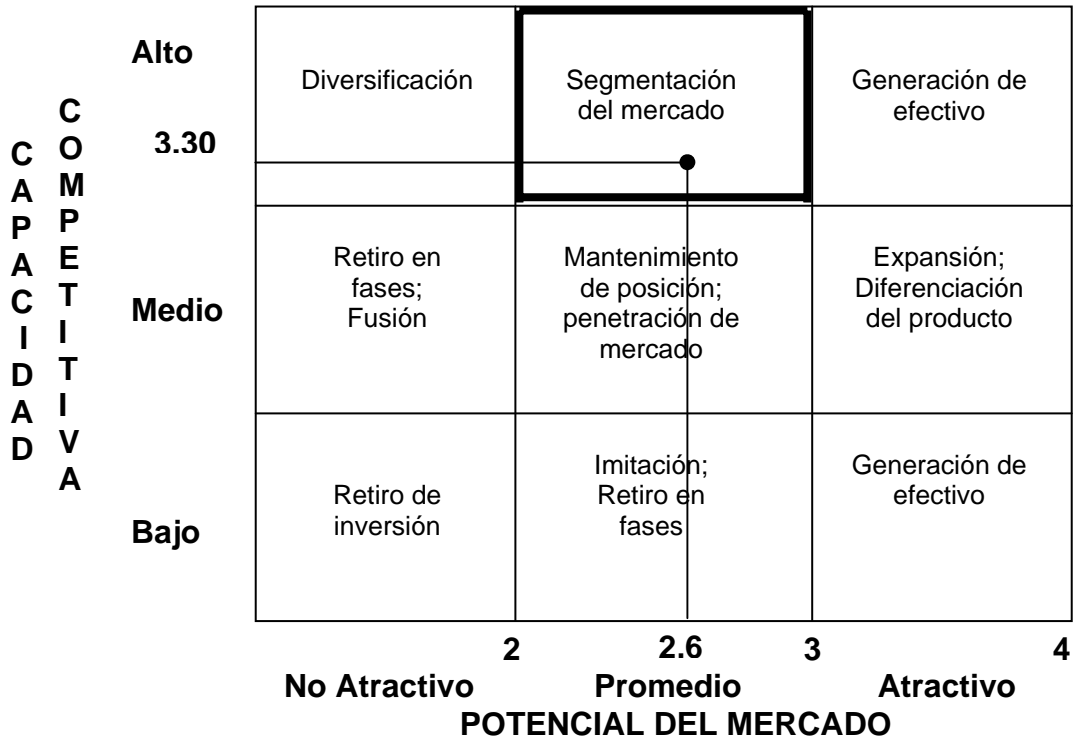 CAPACIDAD
COMPETITIVA
Alto
3.30
Diversificación
Segmentación
del mercado
Generación de
efectivo
Medio
Retiro en
fases;
Fusión
Mantenimiento
de posición;
penetración de
mercado
Expansión;
Diferenciación
del producto
Bajo
Retiro de
inversión
Imitación;
Retiro en
fases
Generación de
efectivo
2 2.6 3 4
No Atractivo Promedio Atractivo
POTENCIAL DEL MERCADO